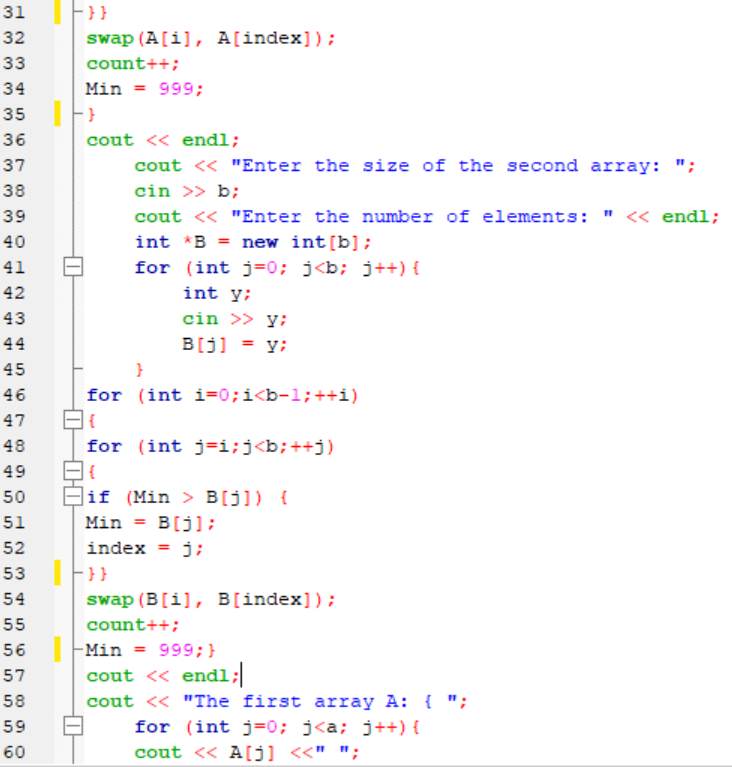 31 }}
32 swap(A[i], A[index]);
33 count++;
34 Min = 999;
35 }
36 cout << endl;
37 cout << "Enter the size of the second array: ";
38 cin >> b;
39 cout << "Enter the number of elements: " << endl;
40 int *B = new int[b];
41 for (int j=0; j<b; j++){
42 int y;
43 cin >> y;
44 B[j] = y;
45 }
46 for (int i=0;i<b-1;++i)
47 {
48 for (int j=i;j<b;++j)
49 {
50 if (Min > B[j]) {
51 Min = B[j];
52 index = j;
53 }}
54 swap(B[i], B[index]);
55 count++;
56 Min = 999;}
57 cout << endl;
58 cout << "The first array A: { ";
59 for (int j=0; j<a; j++){
60 cout << A[j] <<" ";